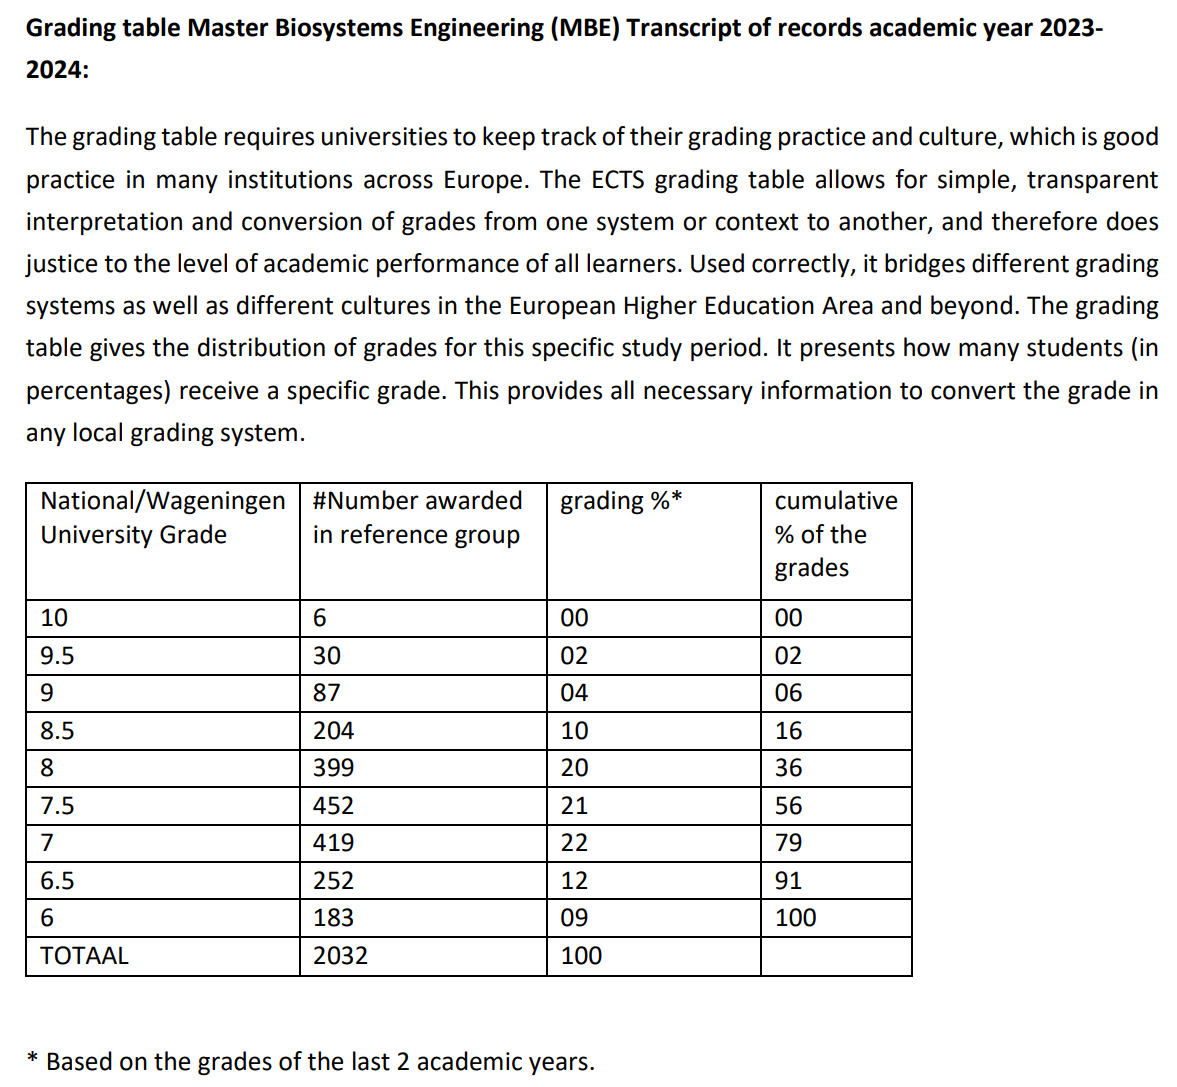 Grading table Master Biosystems Engineering (MBE) Transcript of records academic year 2023-
2024:
The grading table requires universities to keep track of their grading practice and culture, which is good
practice in many institutions across Europe. The ECTS grading table allows for simple, transparent
interpretation and conversion of grades from one system or context to another, and therefore does
justice to the level of academic performance of all learners. Used correctly, it bridges different grading
systems as well as different cultures in the European Higher Education Area and beyond. The grading
table gives the distribution of grades for this specific study period. It presents how many students (in
percentages) receive a specific grade. This provides all necessary information to convert the grade in
any local grading system.
National/Wageningen #Number awarded grading %* cumulative
University Grade in reference group % of the
grades
10 6 00 00
9.5 30 02 02
9 87 04 06
8.5 204 10 16
8 399 20 36
7.5 452 21 56
7 419 22 79
6.5 252 12 91
6 183 09 100
TOTAAL 2032 100
* Based on the grades of the last 2 academic years.